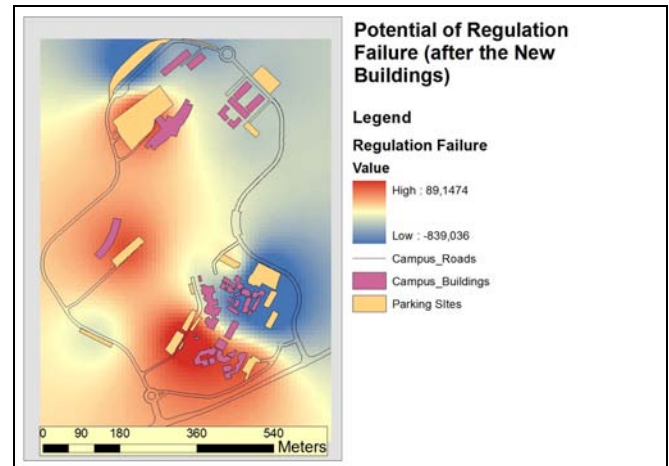 Potential of Regulation
Failure (after the New
Buildings)
Legend
Regulation Failure
Value
High : 89,1474
Low : -839,036
Campus_Roads
Campus_Buildings
Parking SItes
0 90 180 360 540
Meters